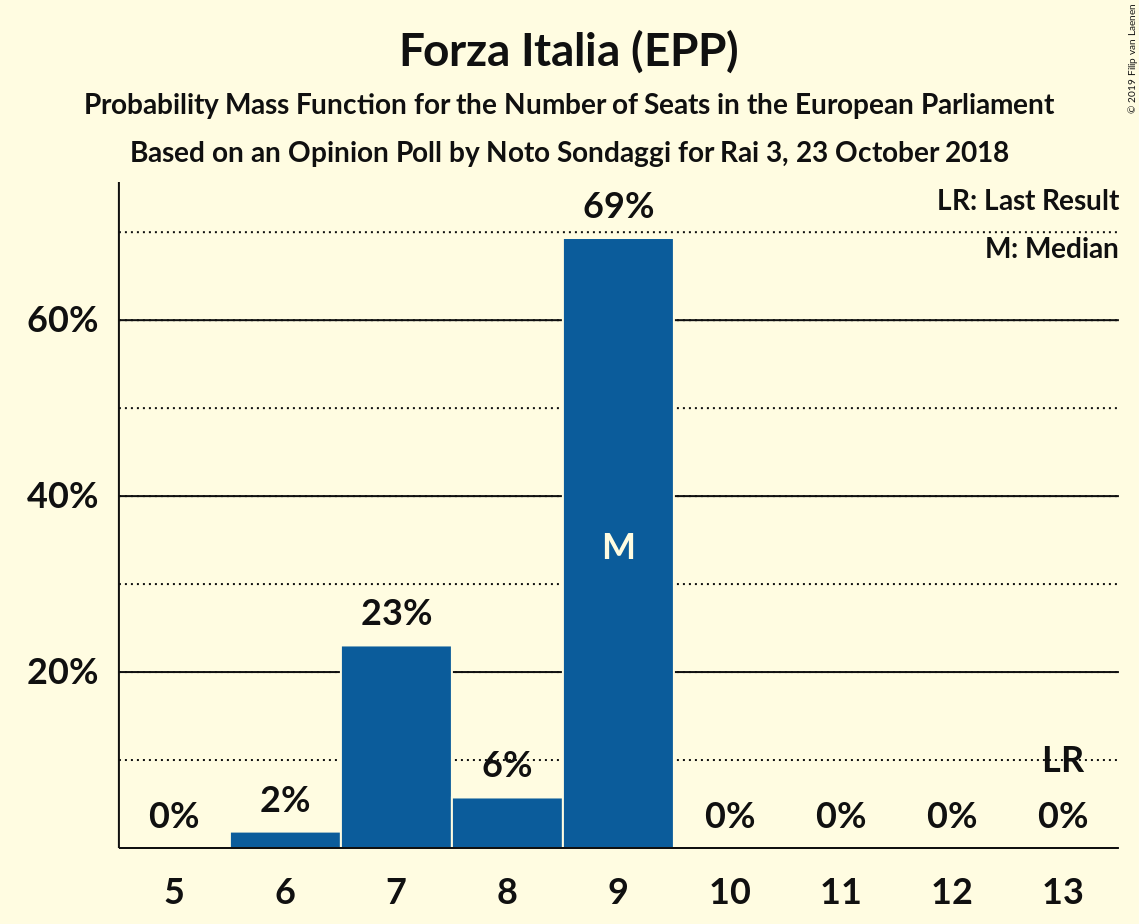 Forza Italia (EPP)
Probability Mass Function for the Number of Seats in the European Parliament
Based on an Opinion Poll by Noto Sondaggi for Rai 3, 23 October 2018
© 2019 Filip van Laenen
LR: Last Result
M: Median
69%
60%
M
40%
23%
20%
LR
6%
2%
0%
0%
0%
0%
0%
5 6 7 8 9 10 11 12 13